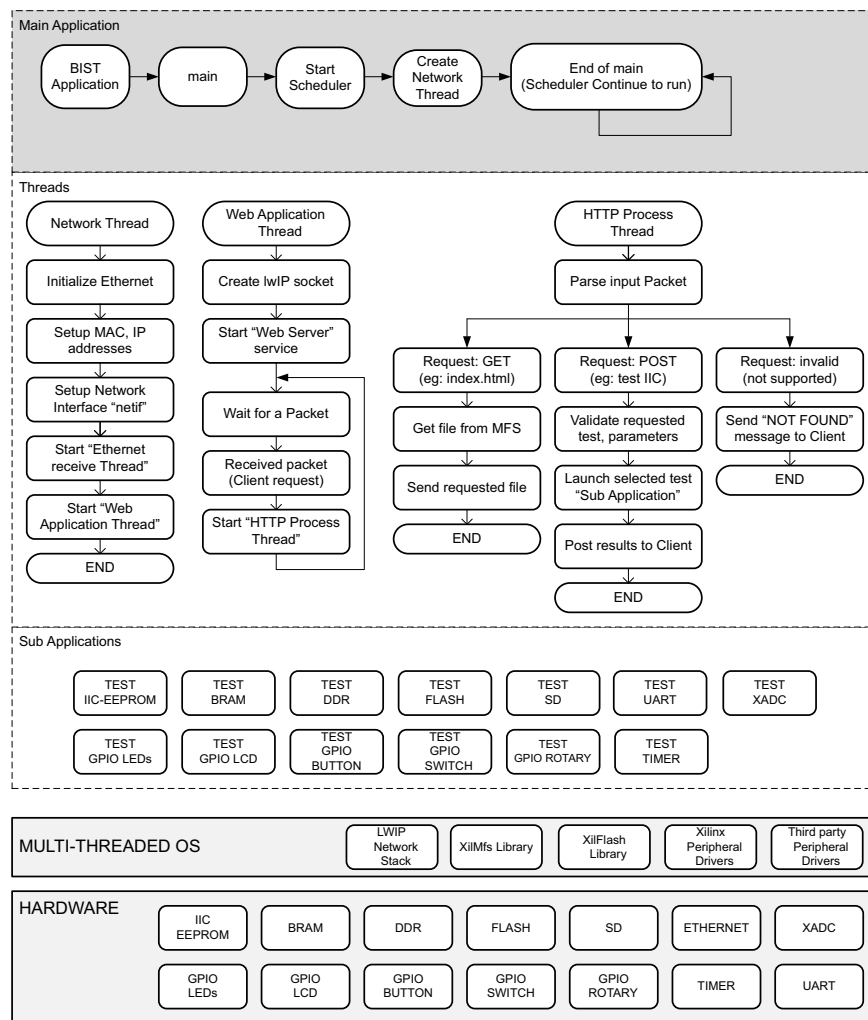 Main Application
BIST
Application
main
Start
Scheduler
Create
Network
Thread
End of main
(Scheduler Continue to run)
Threads
Network Thread
Initialize Ethernet
Setup MAC, IP
addresses
Setup Network
Interface “netif”
Start “Ethernet
receive Thread”
Start “Web
Application Thread”
END
Web Application
Thread
Create lwIP socket
Start “Web Server”
service
Wait for a Packet
Received packet
(Client request)
Start “HTTP Process
Thread”
HTTP Process
Thread
Parse input Packet
Request: GET
(eg: index.html)
Get file from MFS
Send requested file
END
Request: POST
(eg: test IIC)
Validate requested
test, parameters
Launch selected test
“Sub Application”
Post results to Client
END
Request: invalid
(not supported)
Send “NOT FOUND”
message to Client
END
Sub Applications
TEST
IIC-EEPROM
TEST
BRAM
TEST
DDR
TEST
FLASH
TEST
SD
TEST
UART
TEST
XADC
TEST
GPIO LEDs
TEST
GPIO LCD
TEST
GPIO
BUTTON
TEST
GPIO
SWITCH
TEST
GPIO ROTARY
TEST
TIMER
MULTI-THREADED OS
LWIP
Network
Stack
XilMfs Library
XilFlash
Library
Xilinx
Peripheral
Drivers
Third party
Peripheral
Drivers
HARDWARE
IIC
EEPROM
BRAM
DDR
FLASH
SD
ETHERNET
XADC
GPIO
LEDs
GPIO
LCD
GPIO
BUTTON
GPIO
SWITCH
GPIO
ROTARY
TIMER
UART